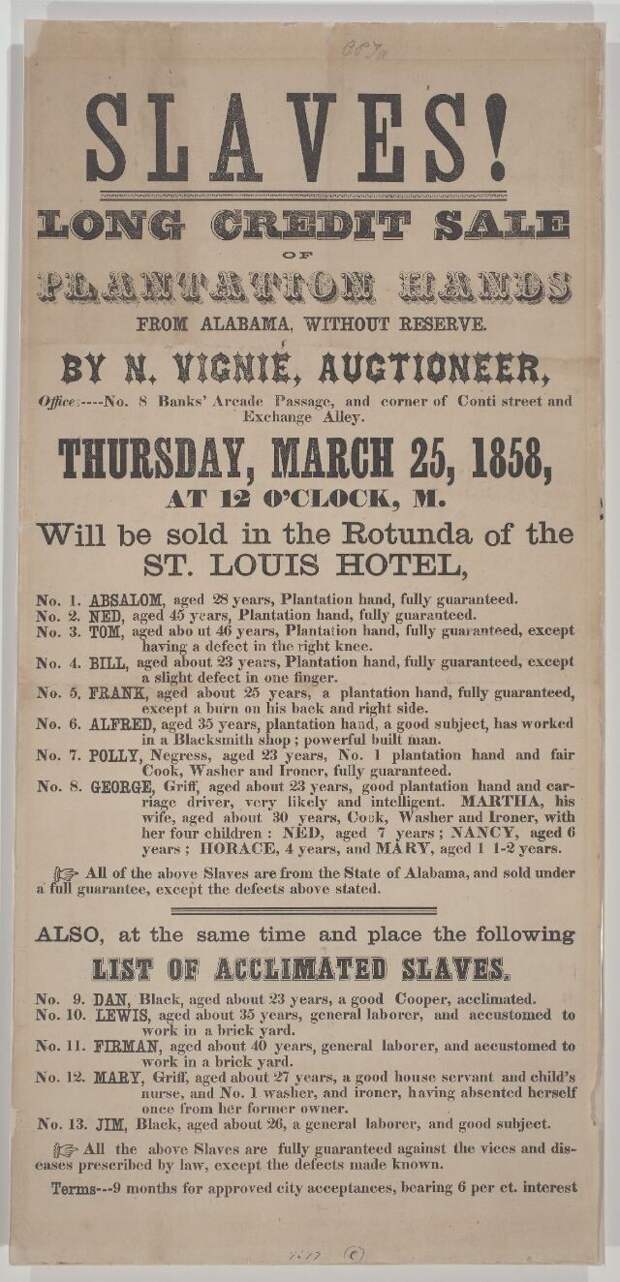 SLAVES!
LONG CREDIT SALE
OF
PLANTATION HANDS
FROM ALABAMA, WITHOUT RESERVE.
BY N. VIGNIÉ, AUCTIONEER,
Office:----No. 8 Banks' Arcade Passage, and corner of Conti street and
Exchange Alley.
THURSDAY, MARCH 25, 1858,
AT 12 O'CLOCK, M.
Will be sold in the Rotunda of the
ST. LOUIS HOTEL,
No. 1. ABSALOM, aged 28 years, Plantation hand, fully guaranteed.
No. 2. NED, aged 45 years, Plantation hand, fully guaranteed.
No. 3. TOM, aged abo ut 46 years, Plantation hand, fully guaranteed, except
having a defect in the right knee.
No. 4. BILL, aged about 23 years, Plantation hand, fully guaranteed, except
a slight defect in one finger.
No. 5. FRANK, aged about 25 years, a plantation hand, fully guaranteed,
except a burn on his back and right side.
No. 6. ALFRED, aged 35 years, plantation hand, a good subject, has worked
in a Blacksmith shop; powerful built man.
No. 7. POLLY, Negress, aged 23 years, No. 1 plantation hand and fair
Cook, Washer and Ironer, fully guaranteed.
No. 8. GEORGE, Griff, aged about 23 years, good plantation hand and car-
riage driver, very likely and intelligent. MARTHA, his
wife, aged about 30 years, Cook, Washer and Ironer, with
her four children: NED, aged 7 years; NANCY, aged 6
years; HORACE, 4 years, and MARY, aged 1 1-2 years.
☞ All of the above Slaves are from the State of Alabama, and sold under
a full guarantee, except the defects above stated.
ALSO, at the same time and place the following
LIST OF ACCLIMATED SLAVES.
No. 9. DAN, Black, aged about 23 years, a good Cooper, acclimated.
No. 10. LEWIS, aged about 35 years, general laborer, and accustomed to
work in a brick yard.
No. 11. FIRMAN, aged about 40 years, general laborer, and accustomed to
work in a brick yard.
No. 12. MARY, Griff, aged about 27 years, a good house servant and child's
nurse, and No. 1 washer, and ironer, having absented herself
once from her former owner.
No. 13. JIM, Black, aged about 26, a general laborer, and good subject.
☞ All the above Slaves are fully guaranteed against the vices and dis-
eases prescribed by law, except the defects made known.
Terms---9 months for approved city acceptances, bearing 6 per ct. interest